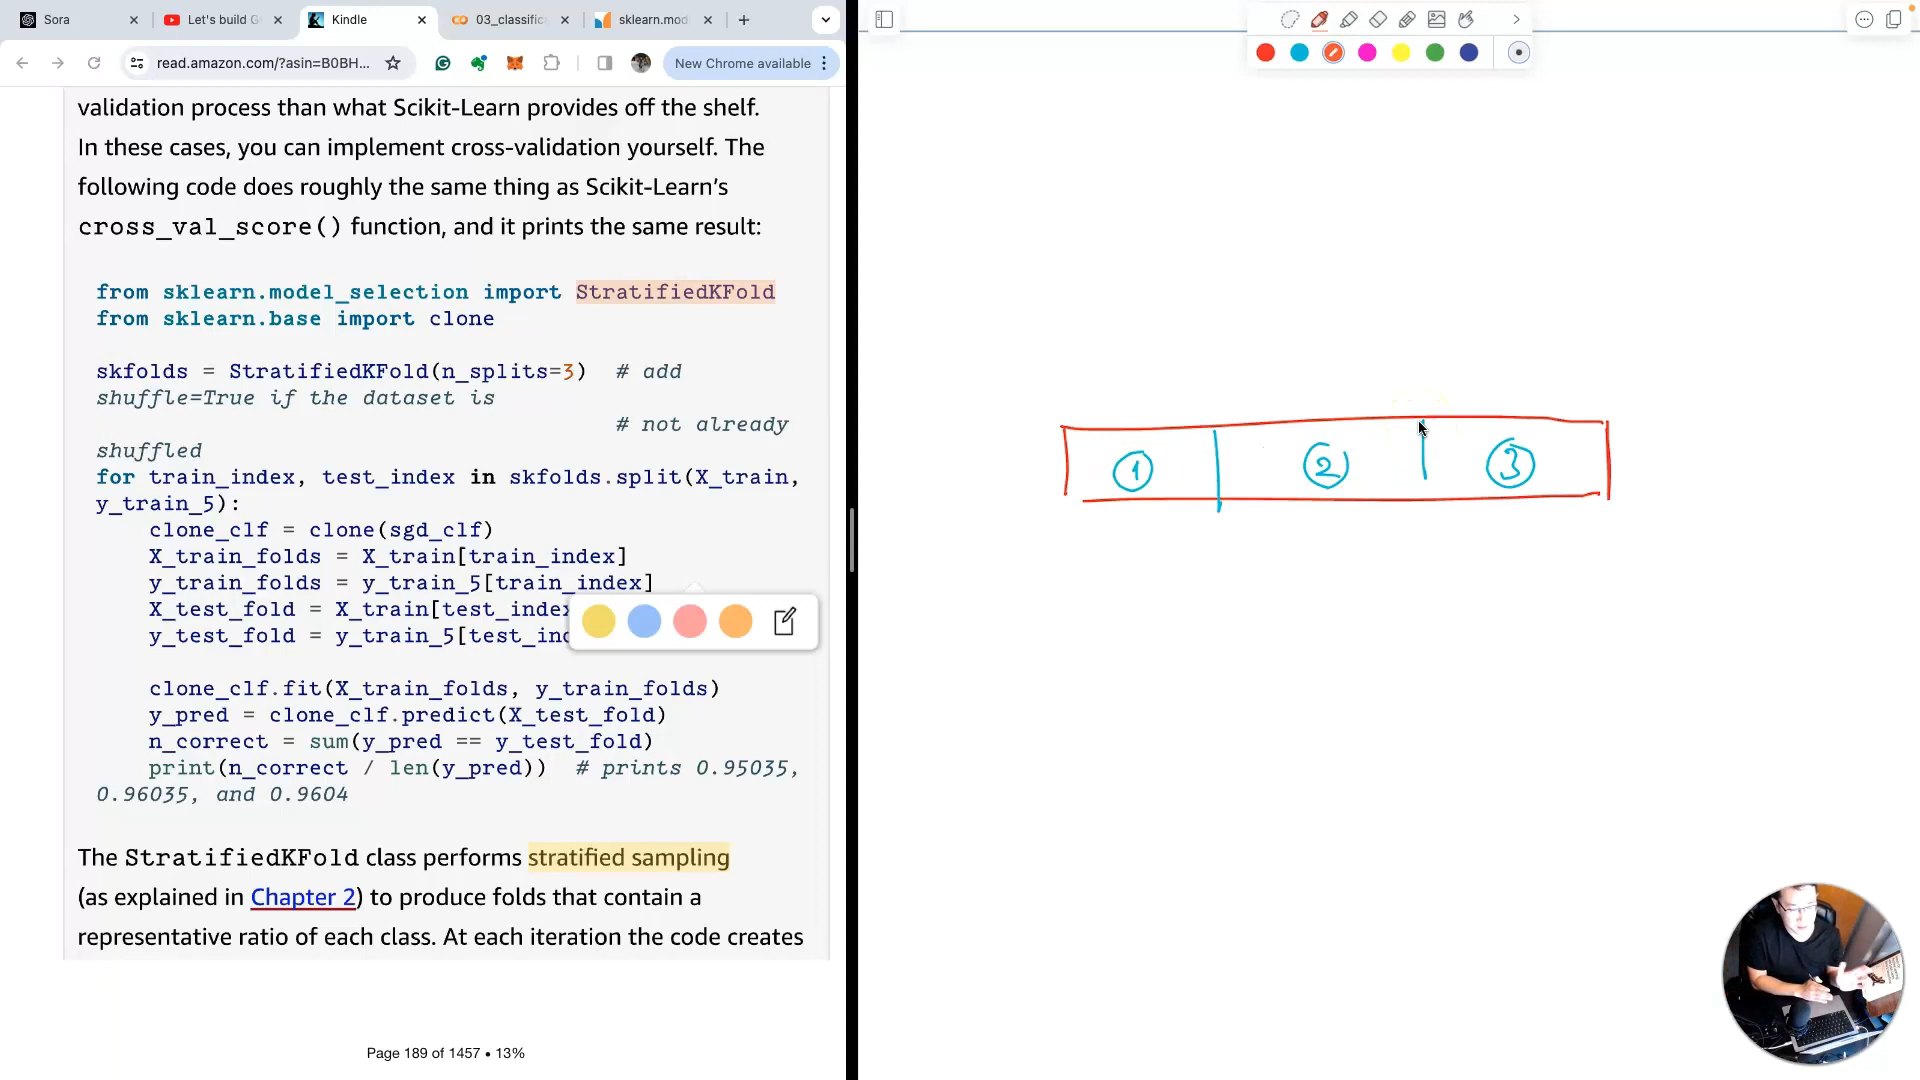 Sora
Let's build G
Kindle
03_classific
sklearn.mod
read.amazon.com/?asin=B0BH...
New Chrome available
validation process than what Scikit-Learn provides off the shelf.
In these cases, you can implement cross-validation yourself. The
following code does roughly the same thing as Scikit-Learn's
cross_val_score() function, and it prints the same result:
from sklearn.model_selection import StratifiedKFold
from sklearn.base import clone
skfolds = StratifiedKFold(n_splits=3)  # add
shuffle=True if the dataset is
# not already
shuffled
for train_index, test_index in skfolds.split(X_train,
y_train_5):
clone_clf = clone(sgd_clf)
X_train_folds = X_train[train_index]
y_train_folds = y_train_5[train_index]
X_test_fold = X_train[test_index
y_test_fold = y_train_5[test_ind
clone_clf.fit(X_train_folds, y_train_folds)
y_pred = clone_clf.predict(X_test_fold)
n_correct = sum(y_pred == y_test_fold)
print(n_correct / len(y_pred))  # prints 0.95035,
0.96035, and 0.9604
The StratifiedKFold class performs stratified sampling
(as explained in Chapter 2) to produce folds that contain a
representative ratio of each class. At each iteration the code creates
Page 189 of 1457 • 13%
1 2 3